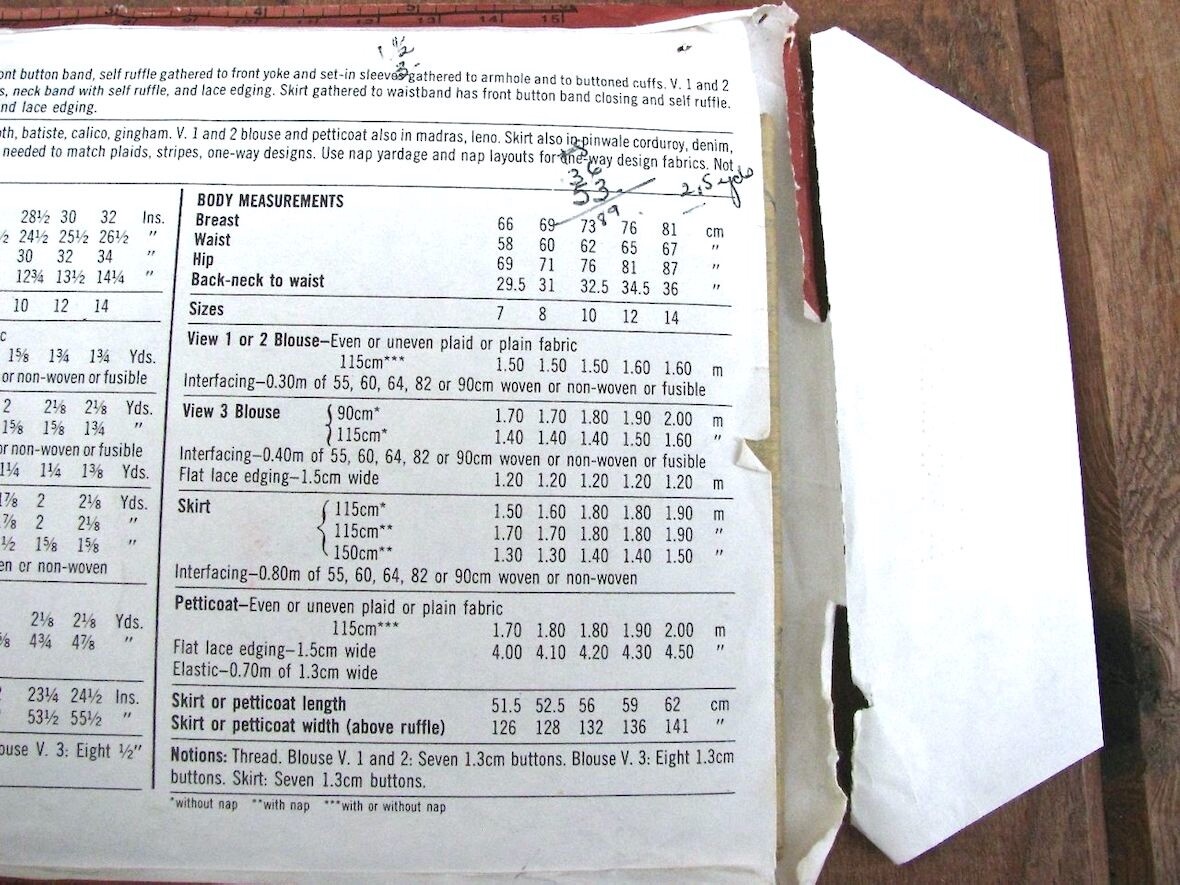 1 1/2
3
ont button band, self ruffle gathered to front yoke and set-in sleeves gathered to armhole and to buttoned cuffs. V. 1 and 2
s, neck band with self ruffle, and lace edging. Skirt gathered to waistband has front button band closing and self ruffle.
nd lace edging.
oth, batiste, calico, gingham. V. 1 and 2 blouse and petticoat also in madras, leno. Skirt also in pinwale corduroy, denim,
needed to match plaids, stripes, one-way designs. Use nap yardage and nap layouts for one-way design fabrics. Not
36
53
89
2.5 yds
28½ 30 32 Ins.
½ 24½ 25½ 26½ "
30 32 34 "
12¾ 13½ 14¼ "
10 12 14
c
1⅝ 1¾ 1¾ Yds.
or non-woven or fusible
2 2⅛ 2⅛ Yds.
1⅝ 1⅝ 1¾ "
or non-woven or fusible
1¼ 1¼ 1⅜ Yds.
1⅞ 2 2⅛ Yds.
⅞ 2 2⅛ "
½ 1⅝ 1⅝ "
en or non-woven
2⅛ 2⅛ Yds.
⅝ 4¾ 4⅞ "
23¼ 24½ Ins.
53½ 55½ "
ouse V. 3: Eight ½"
BODY MEASUREMENTS
Breast 66 69 73 76 81 cm
Waist 58 60 62 65 67 "
Hip 69 71 76 81 87 "
Back-neck to waist 29.5 31 32.5 34.5 36 "
Sizes 7 8 10 12 14
View 1 or 2 Blouse–Even or uneven plaid or plain fabric
115cm*** 1.50 1.50 1.50 1.60 1.60 m
Interfacing–0.30m of 55, 60, 64, 82 or 90cm woven or non-woven or fusible
View 3 Blouse 90cm* 1.70 1.70 1.80 1.90 2.00 m
115cm* 1.40 1.40 1.40 1.50 1.60 "
Interfacing–0.40m of 55, 60, 64, 82 or 90cm woven or non-woven or fusible
Flat lace edging–1.5cm wide 1.20 1.20 1.20 1.20 1.20 m
Skirt 115cm* 1.50 1.60 1.80 1.80 1.90 m
115cm** 1.70 1.70 1.80 1.80 1.90 "
150cm** 1.30 1.30 1.40 1.40 1.50 "
Interfacing–0.80m of 55, 60, 64, 82 or 90cm woven or non-woven
Petticoat–Even or uneven plaid or plain fabric
115cm*** 1.70 1.80 1.80 1.90 2.00 m
Flat lace edging–1.5cm wide 4.00 4.10 4.20 4.30 4.50 "
Elastic–0.70m of 1.3cm wide
Skirt or petticoat length 51.5 52.5 56 59 62 cm
Skirt or petticoat width (above ruffle) 126 128 132 136 141 "
Notions: Thread. Blouse V. 1 and 2: Seven 1.3cm buttons. Blouse V. 3: Eight 1.3cm
buttons. Skirt: Seven 1.3cm buttons.
*without nap **with nap ***with or without nap